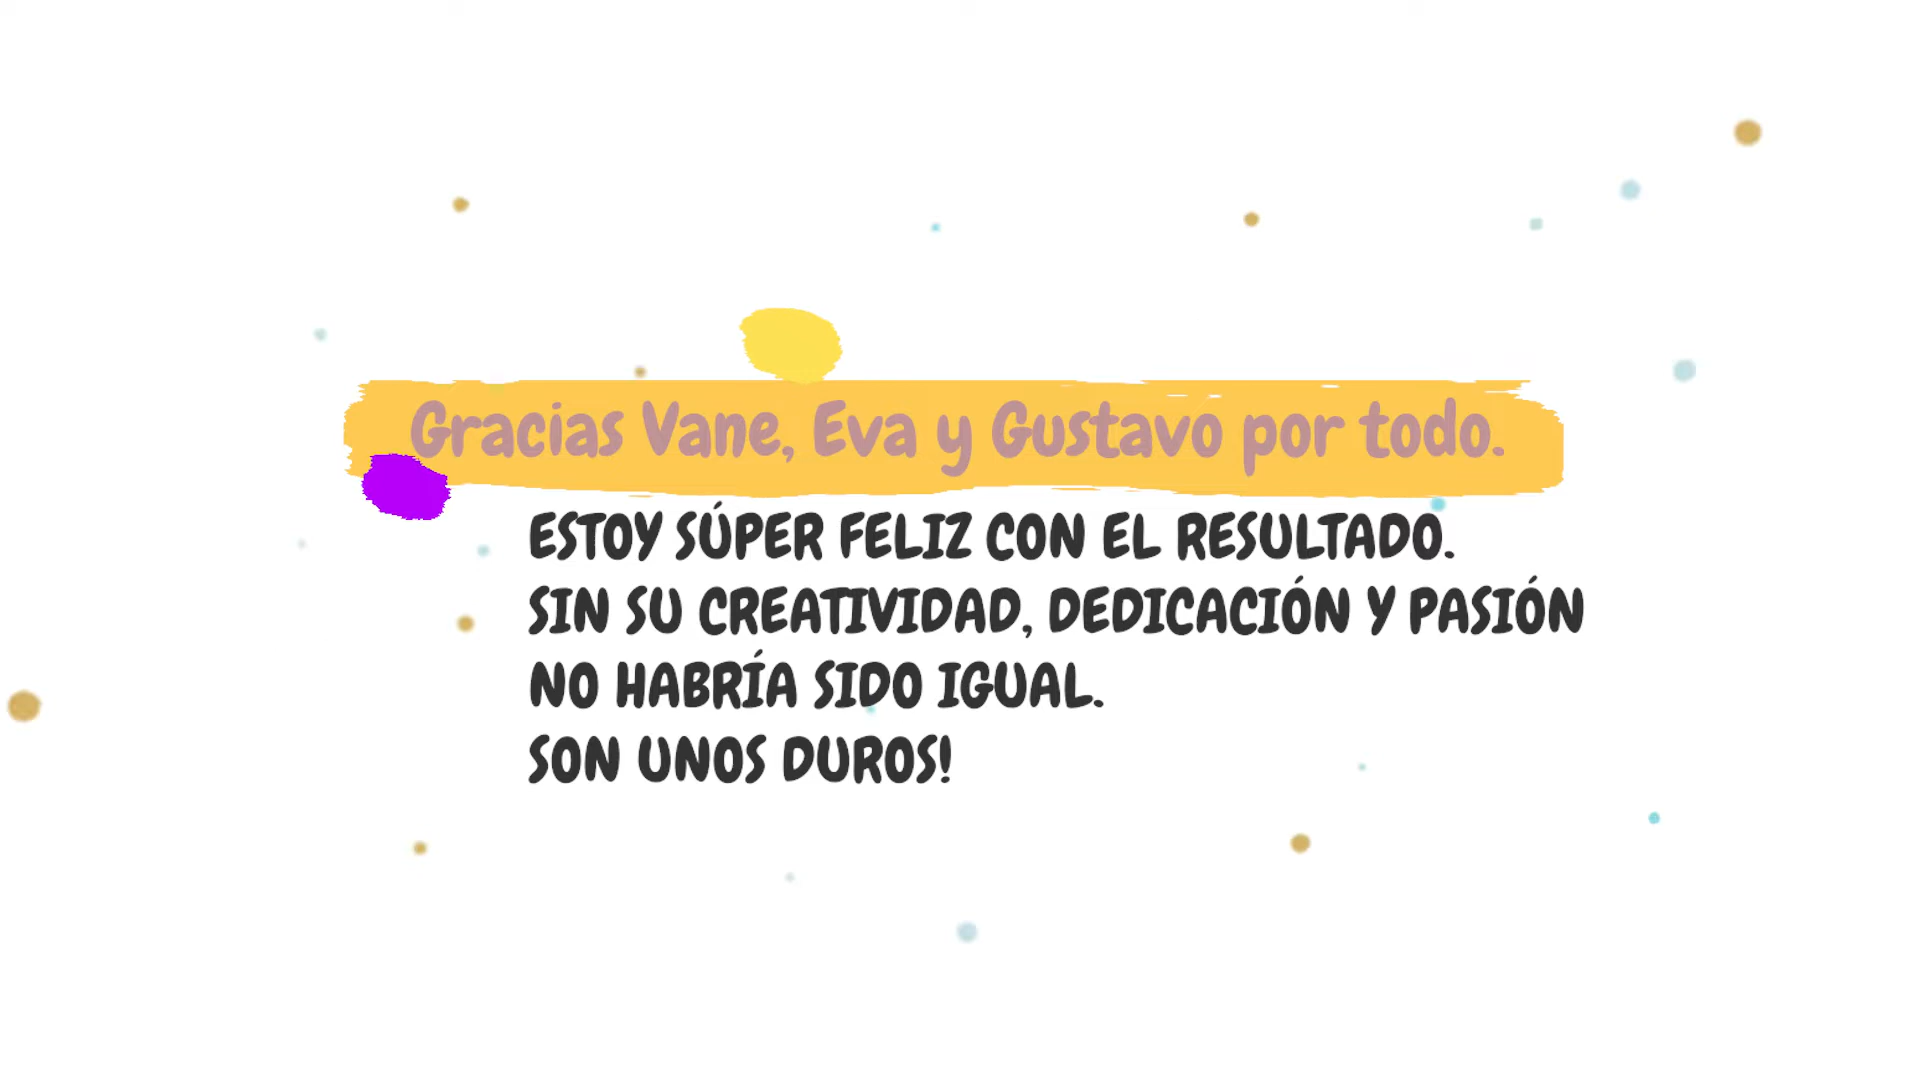 Gracias Vane, Eva y Gustavo por todo.
ESTOY SÚPER FELIZ CON EL RESULTADO.
SIN SU CREATIVIDAD, DEDICACIÓN Y PASIÓN
NO HABRÍA SIDO IGUAL.
SON UNOS DUROS!